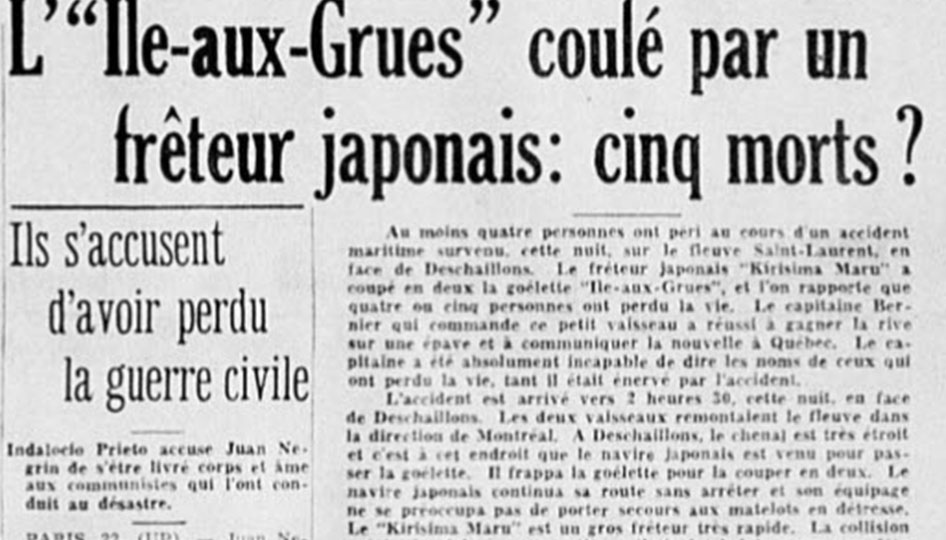 L'"Ile-aux-Grues" coulé par un
frêteur japonais: cinq morts?
Ils s'accusent
d'avoir perdu
la guerre civile
Indalocio Prieto accuse Juan Ne-
grin de s'être livré corps et âme
aux communistes qui l'ont con-
duit au désastre.
PARIS 22 (UP) — Juan Ne-
Au moins quatre personnes ont péri au cours d'un accident
maritime survenu, cette nuit, sur le fleuve Saint-Laurent, en
face de Deschaillons. Le frêteur japonais "Kirisima Maru" a
coupé en deux la goélette "Ile-aux-Grues", et l'on rapporte que
quatre ou cinq personnes ont perdu la vie. Le capitaine Ber-
nier qui commande ce petit vaisseau a réussi à gagner la rive
sur une épave et à communiquer la nouvelle à Québec. Le ca-
pitaine a été absolument incapable de dire les noms de ceux qui
ont perdu la vie, tant il était énervé par l'accident.
L'accident est arrivé vers 2 heures 30, cette nuit, en face
de Deschaillons. Les deux vaisseaux remontaient le fleuve dans
la direction de Montréal. A Deschaillons, le chenal est très étroit
et c'est à cet endroit que le navire japonais est venu pour pas-
ser la goélette. Il frappa la goélette pour la couper en deux. Le
navire japonais continua sa route sans arrêter et son équipage
ne se préoccupa pas de porter secours aux matelots en détresse.
Le "Kirisima Maru" est un gros frêteur très rapide. La collision